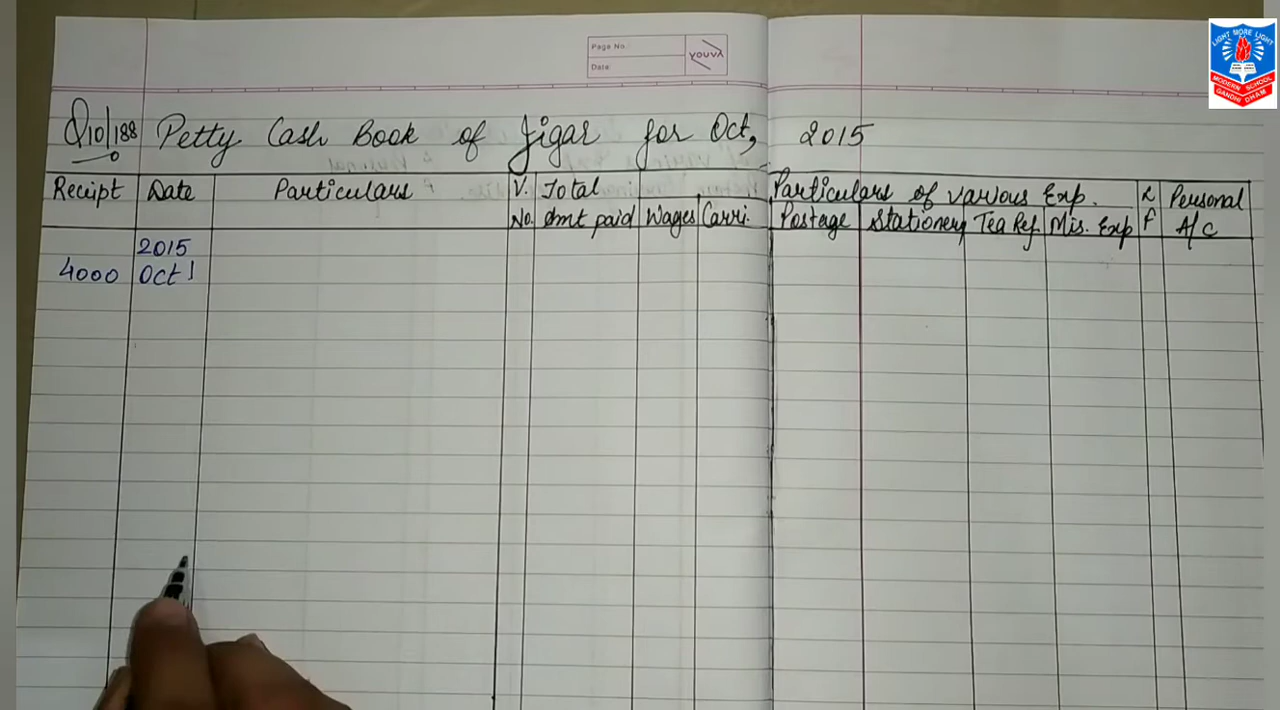 LIGHT MORE LIGHT
MODERN SCHOOL
GANDHIDHAM
Page No.
Date:
YOUVA
Q10/188 Petty Cash Book of Jigar for Oct, 2015
Receipt Date Particulars V. No. Total Amt paid Particulars of various Exp. L F Personal A/c
Wages Carri. Postage Stationery Tea Ref Mis. Exp
2015
4000 Oct 1